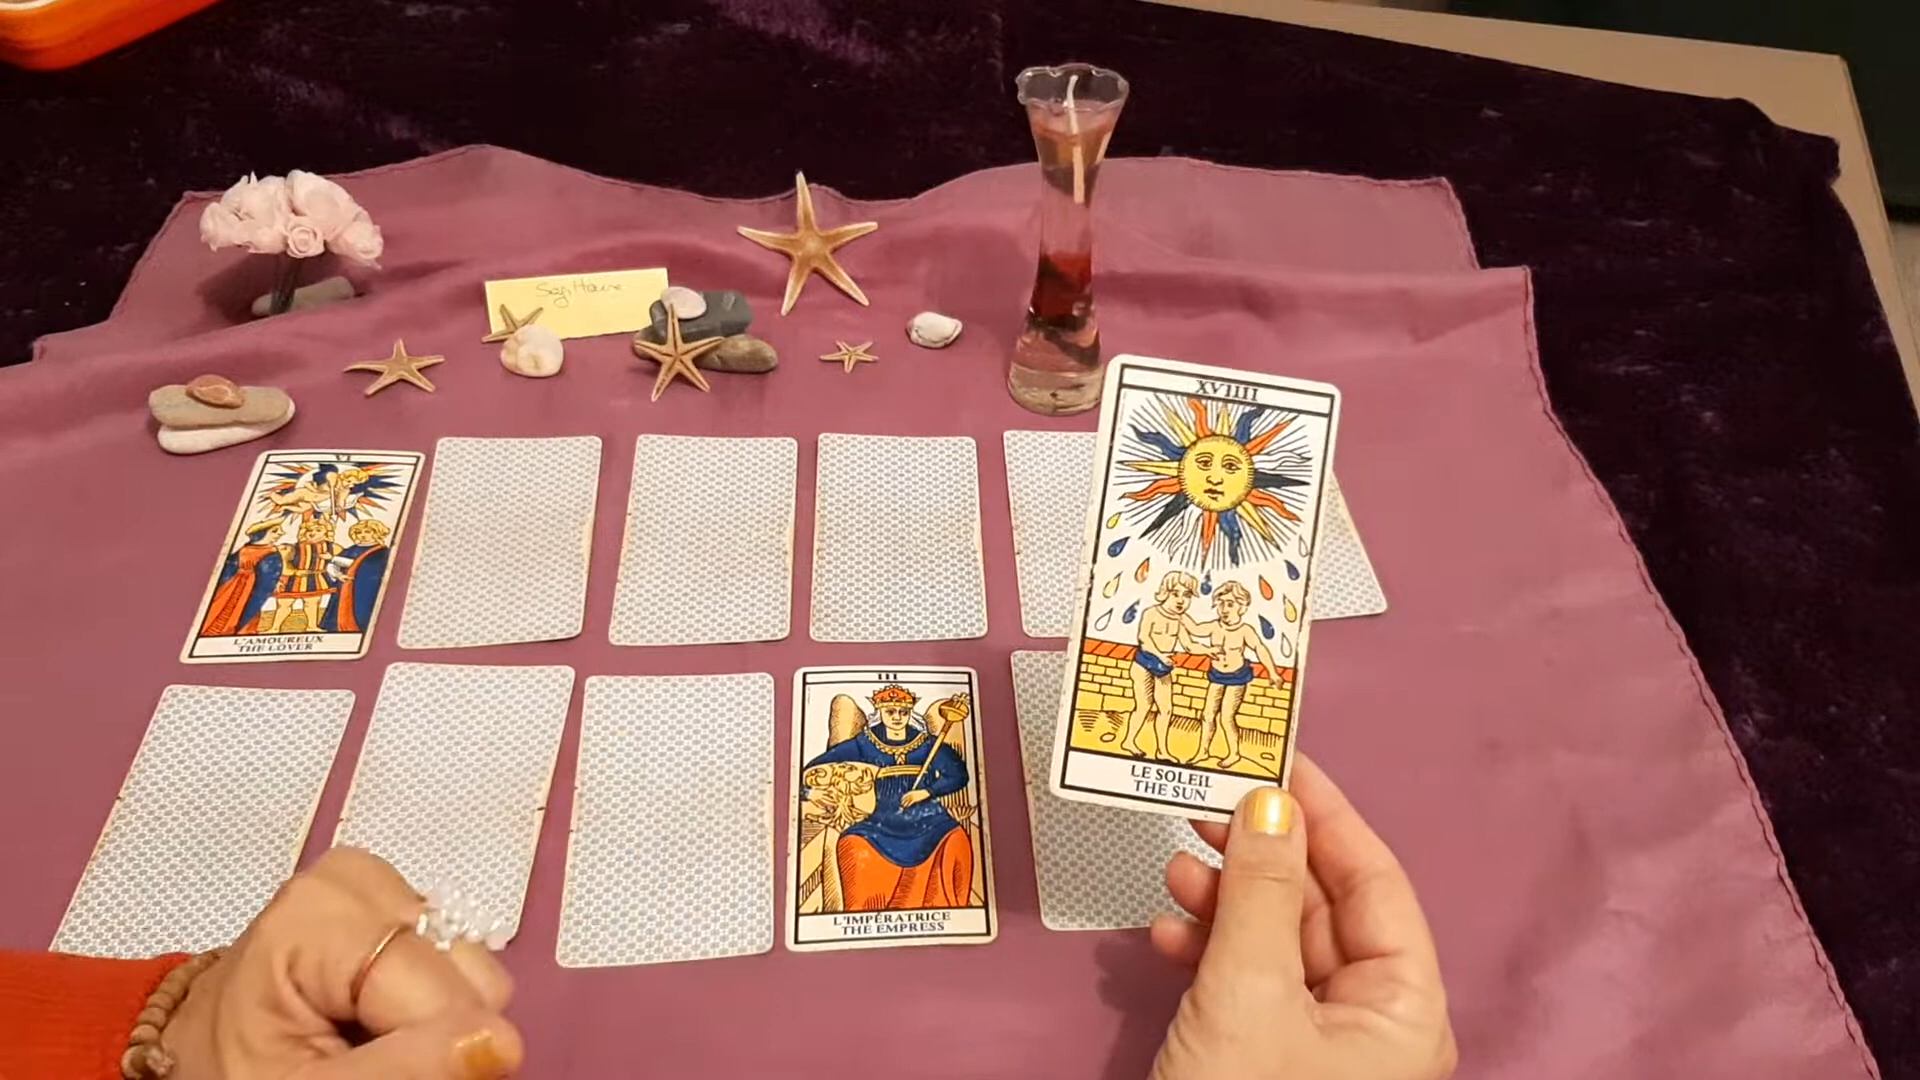 Sagittaire
XVIIII
LE SOLEIL
THE SUN
VI
L'AMOUREUX
THE LOVER
III
L'IMPÉRATRICE
THE EMPRESS